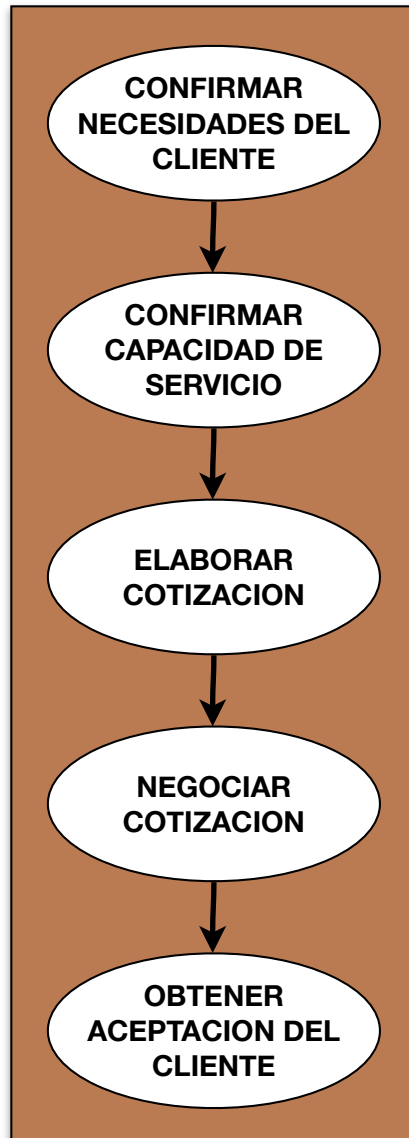 CONFIRMAR
NECESIDADES DEL
CLIENTE
CONFIRMAR
CAPACIDAD DE
SERVICIO
ELABORAR
COTIZACION
NEGOCIAR
COTIZACION
OBTENER
ACEPTACION DEL
CLIENTE